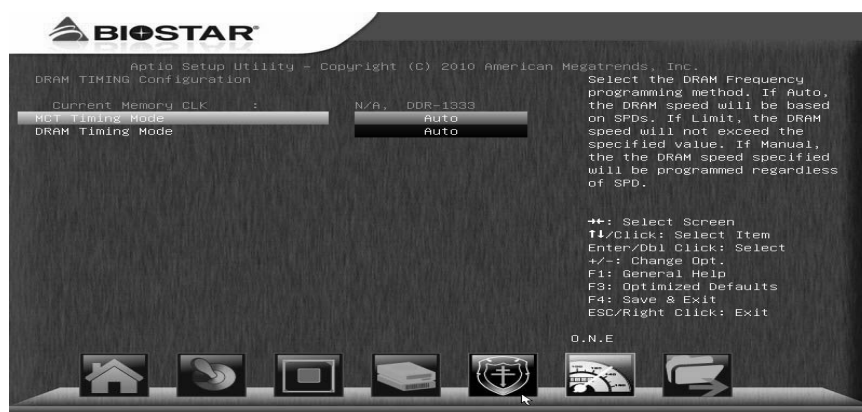 BIOSTAR
Aptio Setup Utility – Copyright (C) 2010 American Megatrends, Inc.
DRAM TIMING Configuration
Current Memory CLK : N/A, DDR-1333
MCT Timing Mode Auto
DRAM Timing Mode Auto
Select the DRAM Frequency
programming method. If Auto,
the DRAM speed will be based
on SPDs. If Limit, the DRAM
speed will not exceed the
specified value. If Manual,
the the DRAM speed specified
will be programmed regardless
of SPD.
→←: Select Screen
↑↓/Click: Select Item
Enter/Dbl Click: Select
+/-: Change Opt.
F1: General Help
F3: Optimized Defaults
F4: Save & Exit
ESC/Right Click: Exit
O.N.E